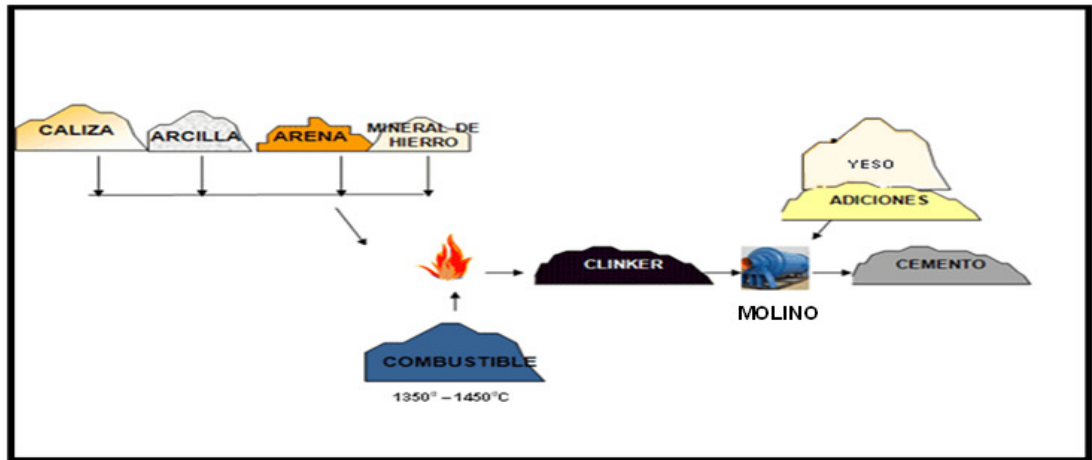 CALIZA
ARCILLA
ARENA
MINERAL DE
HIERRO
YESO
ADICIONES
CLINKER
CEMENTO
MOLINO
COMBUSTIBLE
1350° – 1450°C